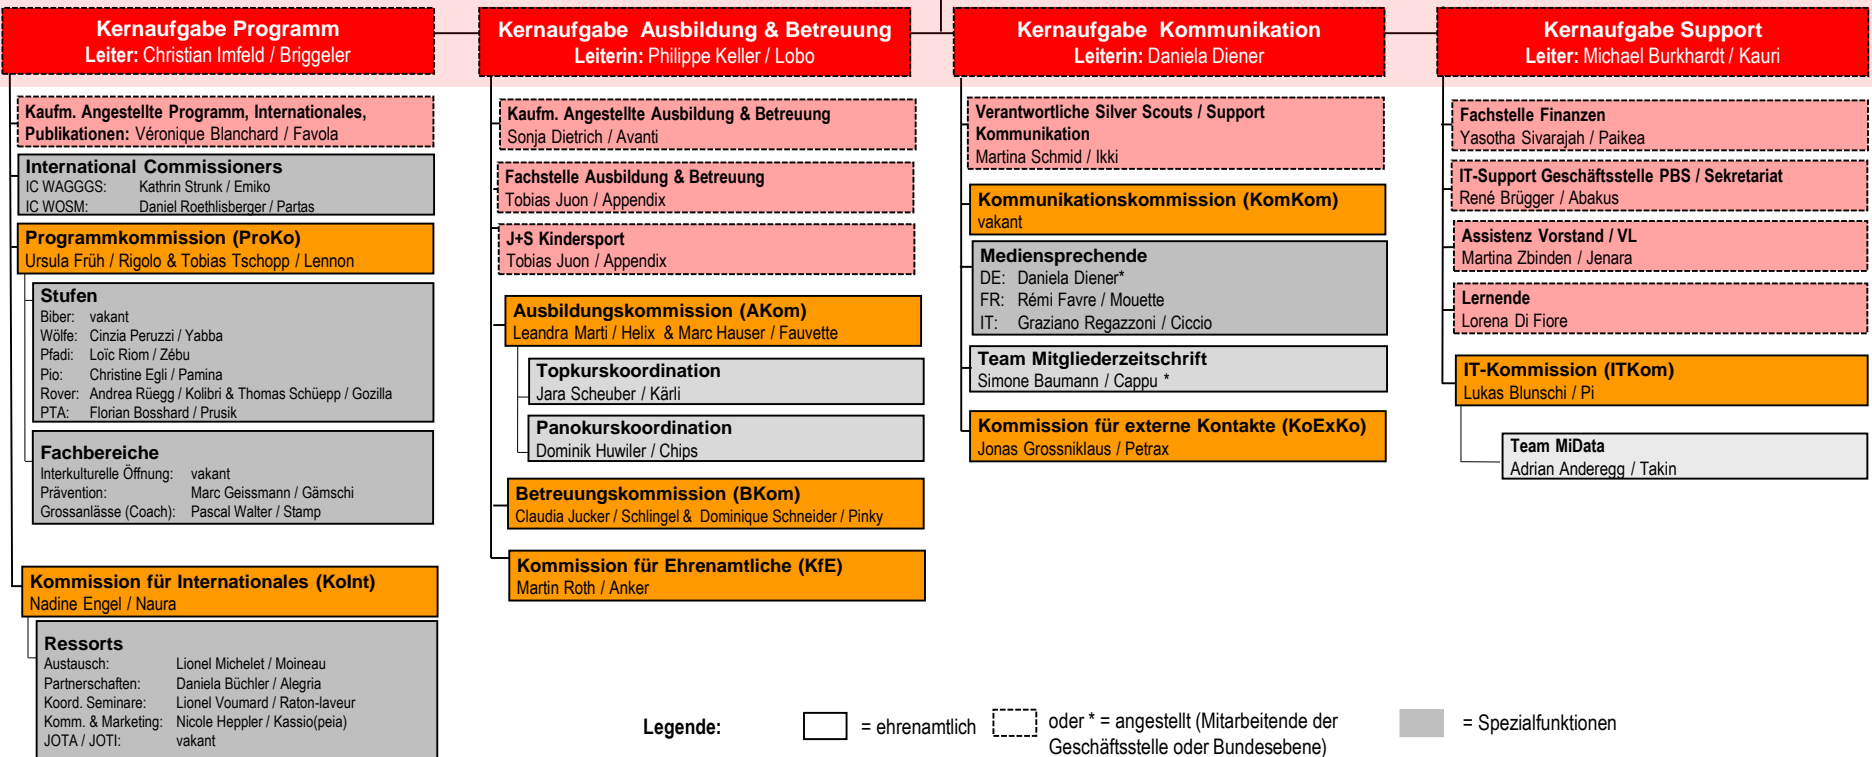 Kernaufgabe Programm
Leiter: Christian Imfeld / Briggeler
Kaufm. Angestellte Programm, Internationales,
Publikationen: Véronique Blanchard / Favola
International Commissioners
IC WAGGGS: Kathrin Strunk / Emiko
IC WOSM: Daniel Roethlisberger / Partas
Programmkommission (ProKo)
Ursula Früh / Rigolo & Tobias Tschopp / Lennon
Stufen
Biber: vakant
Wölfe: Cinzia Peruzzi / Yabba
Pfadi: Loïc Riom / Zébu
Pio: Christine Egli / Pamina
Rover: Andrea Rüegg / Kolibri & Thomas Schüepp / Gozilla
PTA: Florian Bosshard / Prusik
Fachbereiche
Interkulturelle Öffnung: vakant
Prävention: Marc Geissmann / Gämschi
Grossanlässe (Coach): Pascal Walter / Stamp
Kommission für Internationales (KoInt)
Nadine Engel / Naura
Ressorts
Austausch: Lionel Michelet / Moineau
Partnerschaften: Daniela Büchler / Alegria
Koord. Seminare: Lionel Voumard / Raton-laveur
Komm. & Marketing: Nicole Heppler / Kassio(peia)
JOTA / JOTI: vakant
Kernaufgabe Ausbildung & Betreuung
Leiterin: Philippe Keller / Lobo
Kaufm. Angestellte Ausbildung & Betreuung
Sonja Dietrich / Avanti
Fachstelle Ausbildung & Betreuung
Tobias Juon / Appendix
J+S Kindersport
Tobias Juon / Appendix
Ausbildungskommission (AKom)
Leandra Marti / Helix & Marc Hauser / Fauvette
Topkurskoordination
Jara Scheuber / Kärli
Panokurskoordination
Dominik Huwiler / Chips
Betreuungskommission (BKom)
Claudia Jucker / Schlingel & Dominique Schneider / Pinky
Kommission für Ehrenamtliche (KfE)
Martin Roth / Anker
Kernaufgabe Kommunikation
Leiterin: Daniela Diener
Verantwortliche Silver Scouts / Support
Kommunikation
Martina Schmid / Ikki
Kommunikationskommission (KomKom)
vakant
Mediensprechende
DE: Daniela Diener*
FR: Rémi Favre / Mouette
IT: Graziano Regazzoni / Ciccio
Team Mitgliederzeitschrift
Simone Baumann / Cappu *
Kommission für externe Kontakte (KoExKo)
Jonas Grossniklaus / Petrax
Kernaufgabe Support
Leiter: Michael Burkhardt / Kauri
Fachstelle Finanzen
Yasotha Sivarajah / Paikea
IT-Support Geschäftsstelle PBS / Sekretariat
René Brügger / Abakus
Assistenz Vorstand / VL
Martina Zbinden / Jenara
Lernende
Lorena Di Fiore
IT-Kommission (ITKom)
Lukas Blunschi / Pi
Team MiData
Adrian Anderegg / Takin
Legende: = ehrenamtlich oder * = angestellt (Mitarbeitende der
Geschäftsstelle oder Bundesebene)
= Spezialfunktionen